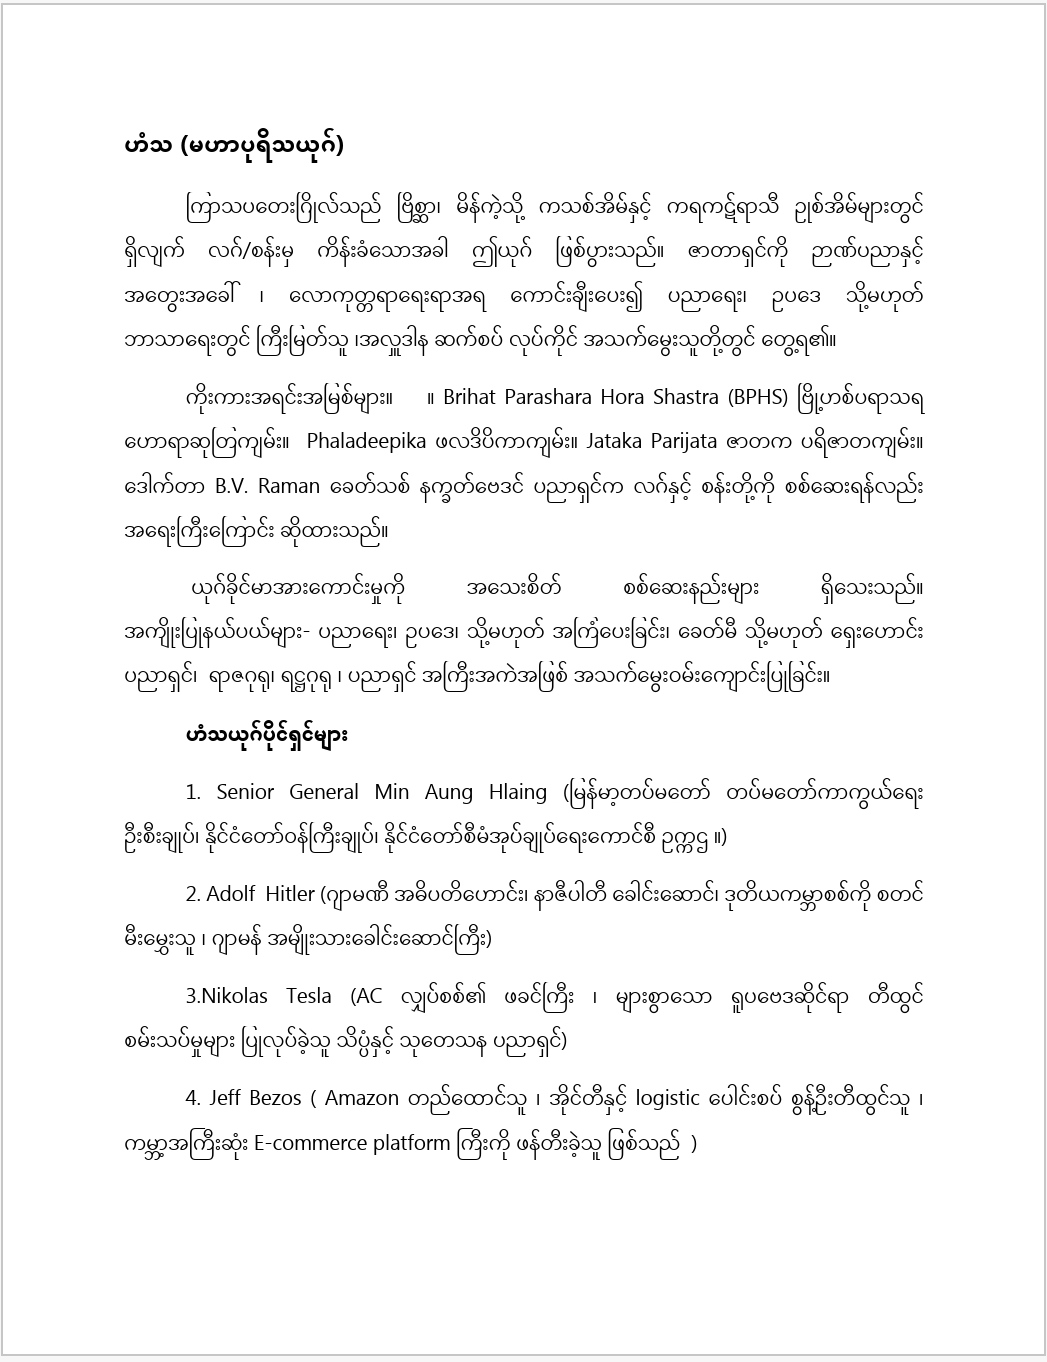 ဟံသ (မဟာပုရိသယုဂ်)
ကြာသပတေးဂြိုလ်သည် ဗြိစ္ဆာ၊ မိန်ကဲ့သို့ ကသစ်အိမ်နှင့် ကရကဋ်ရာသီ ဥုစ်အိမ်များတွင်
ရှိလျက် လဂ်/စန်းမှ ကိန်းခံသောအခါ ဤယုဂ် ဖြစ်ပွားသည်။ ဇာတာရှင်ကို ဉာဏ်ပညာနှင့်
အတွေးအခေါ် ၊ လောကုတ္တရာရေးရာအရ ကောင်းချီးပေး၍ ပညာရေး၊ ဥပဒေ သို့မဟုတ်
ဘာသာရေးတွင် ကြီးမြတ်သူ ၊အလှူဒါန ဆက်စပ် လုပ်ကိုင် အသက်မွေးသူတို့တွင် တွေ့ရ၏။
ကိုးကားအရင်းအမြစ်များ။ ။ Brihat Parashara Hora Shastra (BPHS) ဗြို့ဟစ်ပရာသရ
ဟောရာဆုတြကျမ်း။ Phaladeepika ဖလဒိပိကာကျမ်း။ Jataka Parijata ဇာတက ပရိဇာတကျမ်း။
ဒေါက်တာ B.V. Raman ခေတ်သစ် နက္ခတ်ဗေဒင် ပညာရှင်က လဂ်နှင့် စန်းတို့ကို စစ်ဆေးရန်လည်း
အရေးကြီးကြောင်း ဆိုထားသည်။
ယုဂ်ခိုင်မာအားကောင်းမှုကို အသေးစိတ် စစ်ဆေးနည်းများ ရှိသေးသည်။
အကျိုးပြုနယ်ပယ်များ- ပညာရေး၊ ဥပဒေ၊ သို့မဟုတ် အကြံပေးခြင်း၊ ခေတ်မီ သို့မဟုတ် ရှေးဟောင်း
ပညာရှင်၊ ရာဇဂုရု၊ ရဋ္ဌဂုရု ၊ ပညာရှင် အကြီးအကဲအဖြစ် အသက်မွေးဝမ်းကျောင်းပြုခြင်း။
ဟံသယုဂ်ပိုင်ရှင်များ
1. Senior General Min Aung Hlaing (မြန်မာ့တပ်မတော် တပ်မတော်ကာကွယ်ရေး
ဦးစီးချုပ်၊ နိုင်ငံတော်ဝန်ကြီးချုပ်၊ နိုင်ငံတော်စီမံအုပ်ချုပ်ရေးကောင်စီ ဥက္ကဌ ။)
2. Adolf Hitler (ဂျာမဏီ အဓိပတိဟောင်း၊ နာဇီပါတီ ခေါင်းဆောင်၊ ဒုတိယကမ္ဘာစစ်ကို စတင်
မီးမွှေးသူ ၊ ဂျာမန် အမျိုးသားခေါင်းဆောင်ကြီး)
3.Nikolas Tesla (AC လျှပ်စစ်၏ ဖခင်ကြီး ၊ များစွာသော ရူပဗေဒဆိုင်ရာ တီထွင်
စမ်းသပ်မှုများ ပြုလုပ်ခဲ့သူ သိပ္ပံနှင့် သုတေသန ပညာရှင်)
4. Jeff Bezos ( Amazon တည်ထောင်သူ ၊ အိုင်တီနှင့် logistic ပေါင်းစပ် စွန့်ဦးတီထွင်သူ ၊
ကမ္ဘာ့အကြီးဆုံး E-commerce platform ကြီးကို ဖန်တီးခဲ့သူ ဖြစ်သည် )